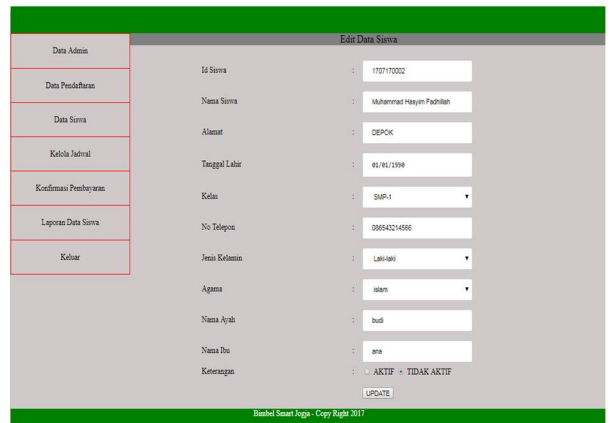 Edit Data Siswa
Data Admin
Data Pendaftaran
Data Siswa
Kelola Jadwal
Konfirmasi Pembayaran
Laporan Data Siswa
Keluar
Id Siswa : 1707170002
Nama Siswa : Muhammad Hasyim Fadhillah
Alamat : DEPOK
Tanggal Lahir : 01/01/1990
Kelas : SMP-1
No Telepon : 086543214566
Jenis Kelamin : Laki-laki
Agama : islam
Nama Ayah : budi
Nama Ibu : ana
Keterangan : AKTIF TIDAK AKTIF
UPDATE
Bimbel Smart Jogja - Copy Right 2017